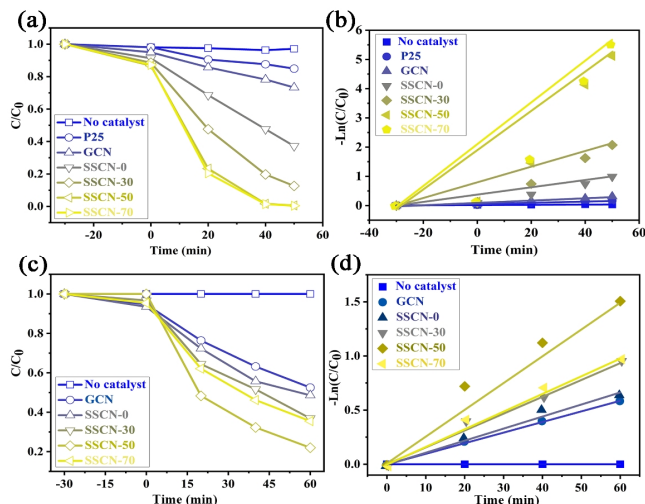 (a)
1.0
0.8
0.6
0.4
0.2
0.0
C/C0
No catalyst
P25
GCN
SSCN-0
SSCN-30
SSCN-50
SSCN-70
-20
0
20
40
60
Time (min)
(b)
6
5
4
3
2
1
0
-1
-Ln(C/C0)
No catalyst
P25
GCN
SSCN-0
SSCN-30
SSCN-50
SSCN-70
-40
-20
0
20
40
60
Time (min)
(c)
1.0
0.8
0.6
0.4
0.2
C/C0
No catalyst
GCN
SSCN-0
SSCN-30
SSCN-50
SSCN-70
-30
-15
0
15
30
45
60
Time (min)
(d)
1.5
1.0
0.5
0.0
-Ln(C/C0)
No catalyst
GCN
SSCN-0
SSCN-30
SSCN-50
SSCN-70
0
10
20
30
40
50
60
Time (min)